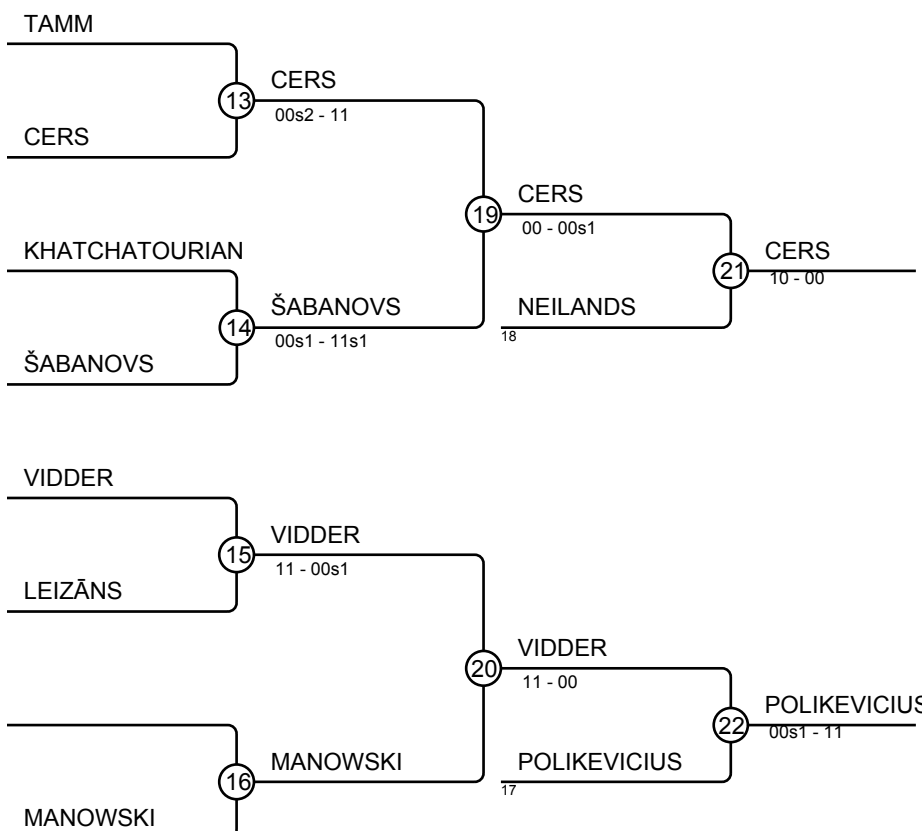 TAMM
13
CERS
00s2 - 11
CERS
19
CERS
00 - 00s1
KHATCHATOURIAN
14
ŠABANOVS
00s1 - 11s1
ŠABANOVS
21
CERS
10 - 00
NEILANDS
18
VIDDER
15
VIDDER
11 - 00s1
LEIZĀNS
20
VIDDER
11 - 00
16
MANOWSKI
MANOWSKI
22
POLIKEVICIUS
00s1 - 11
POLIKEVICIUS
17